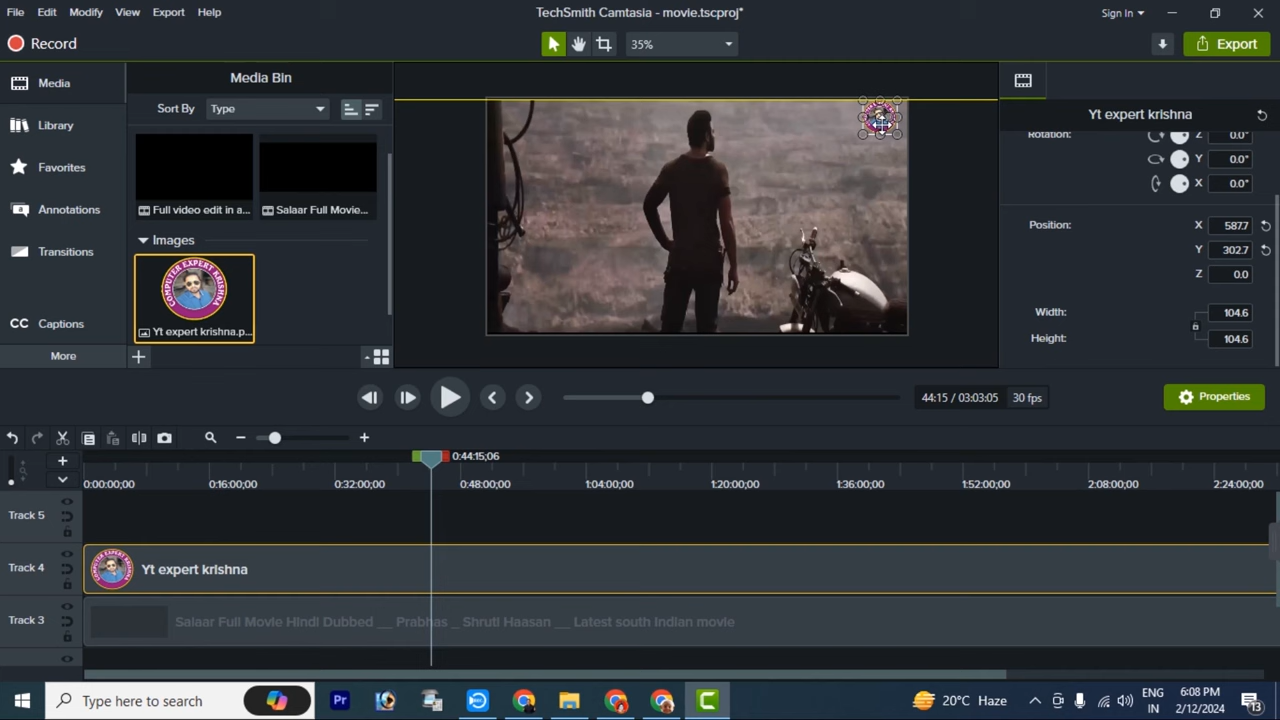 File Edit Modify View Export Help TechSmith Camtasia - movie.tscproj* Sign In
Record 35% Export
Media Media Bin
Sort By Type Yt expert krishna
Library Rotation: Z 0.0°
Favorites Y 0.0°
X 0.0°
Annotations Full video edit in a... Salaar Full Movie...
Position: X 587.7
Transitions Images Y 302.7
Z 0.0
COMPUTER EXPERT KRISHNA
Width: 104.6
Captions Yt expert krishna.p... Height: 104.6
More
44:15 / 03:03:05 30 fps Properties
0:44:15;06
0:00:00;00 0:16:00;00 0:32:00;00 0:48:00;00 1:04:00;00 1:20:00;00 1:36:00;00 1:52:00;00 2:08:00;00 2:24:00;00
Track 5
Track 4 Yt expert krishna
Track 3 Salaar Full Movie Hindi Dubbed __ Prabhas _ Shruti Haasan __ Latest south Indian movie
Type here to search Pr 20°C Haze ENG IN 6:08 PM 2/12/2024 13